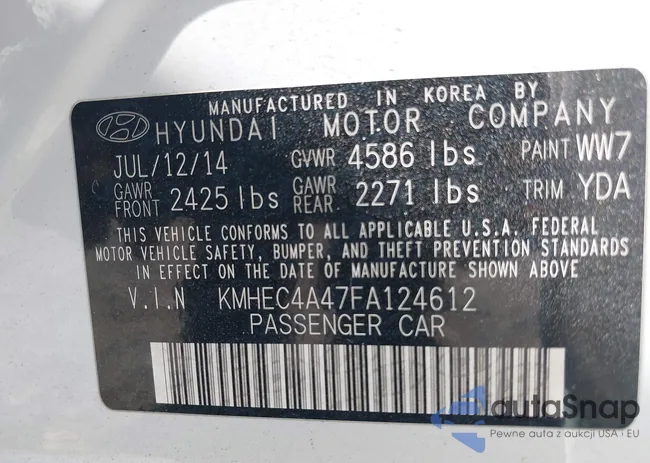 MANUFACTURED IN KOREA BY
HYUNDAI MOTOR COMPANY
JUL/12/14 GVWR 4586 lbs PAINT WW7
GAWR FRONT 2425 lbs GAWR REAR. 2271 lbs TRIM YDA
THIS VEHICLE CONFORMS TO ALL APPLICABLE U.S.A. FEDERAL
MOTOR VEHICLE SAFETY, BUMPER, AND THEFT PREVENTION STANDARDS
IN EFFECT ON THE DATE OF MANUFACTURE SHOWN ABOVE
V.I.N KMHEC4A47FA124612
PASSENGER CAR
autaSnap
Pewne auta z aukcji USA i EU